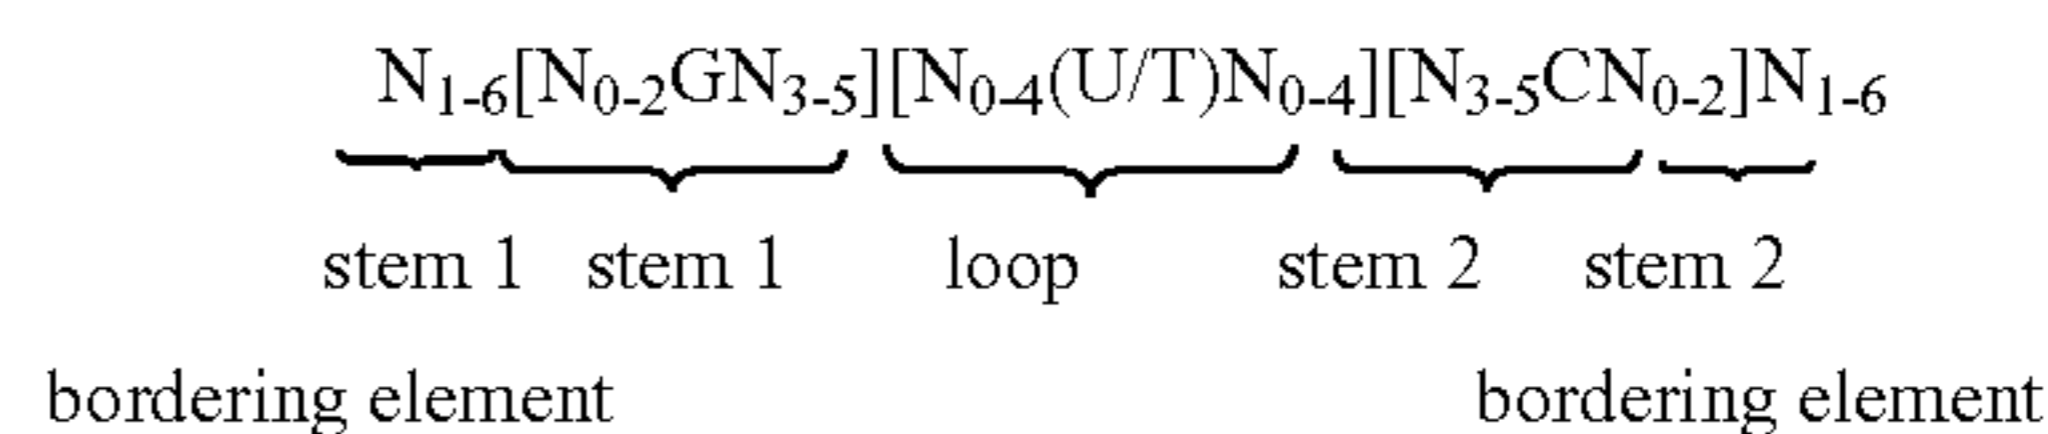 N1-6[N0-2GN3-5][N0-4(U/T)N0-4][N3-5CN0-2]N1-6
stem 1 stem 1 loop stem 2 stem 2
bordering element bordering element